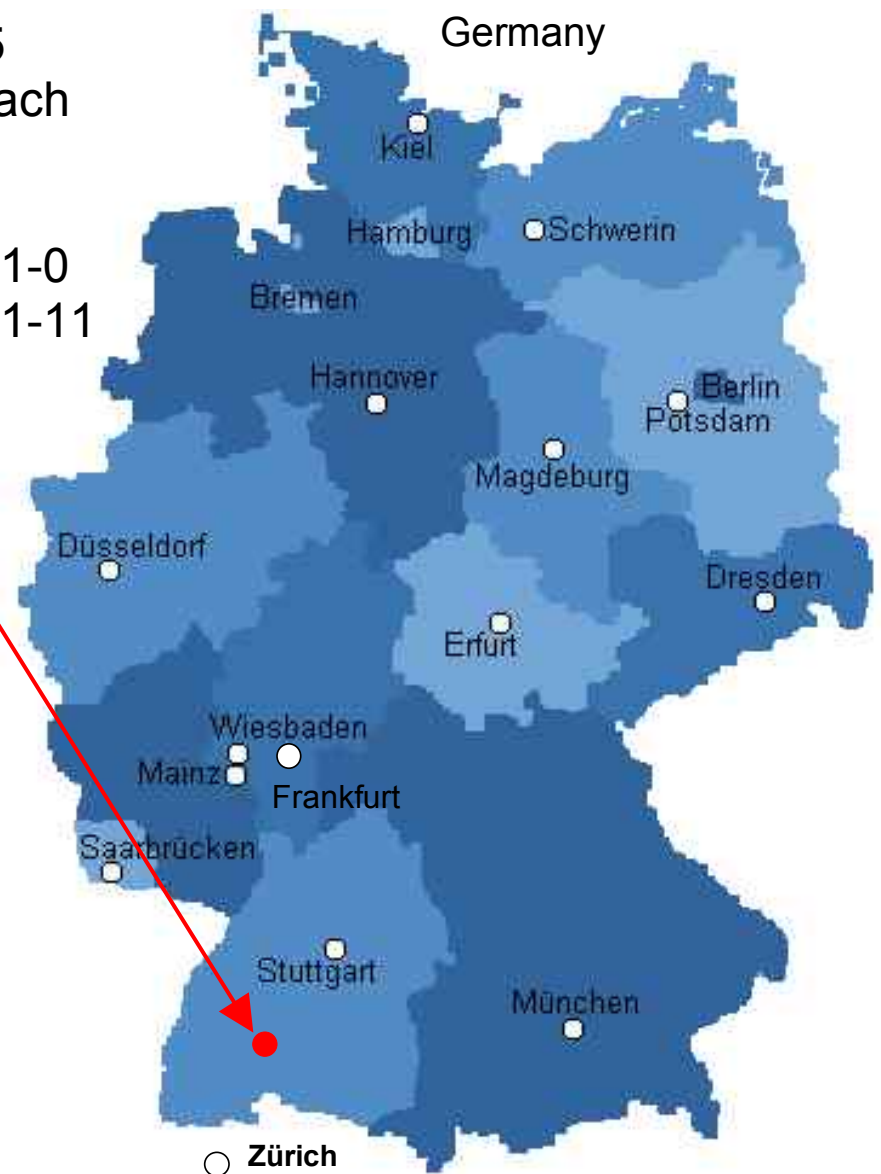 Germany
5
ach
Kiel
Hamburg
Schwerin
1-0
Bremen
1-11
Hannover
Berlin
Potsdam
Magdeburg
Düsseldorf
Dresden
Erfurt
Wiesbaden
Mainz
Frankfurt
Saarbrücken
Stuttgart
München
Zürich